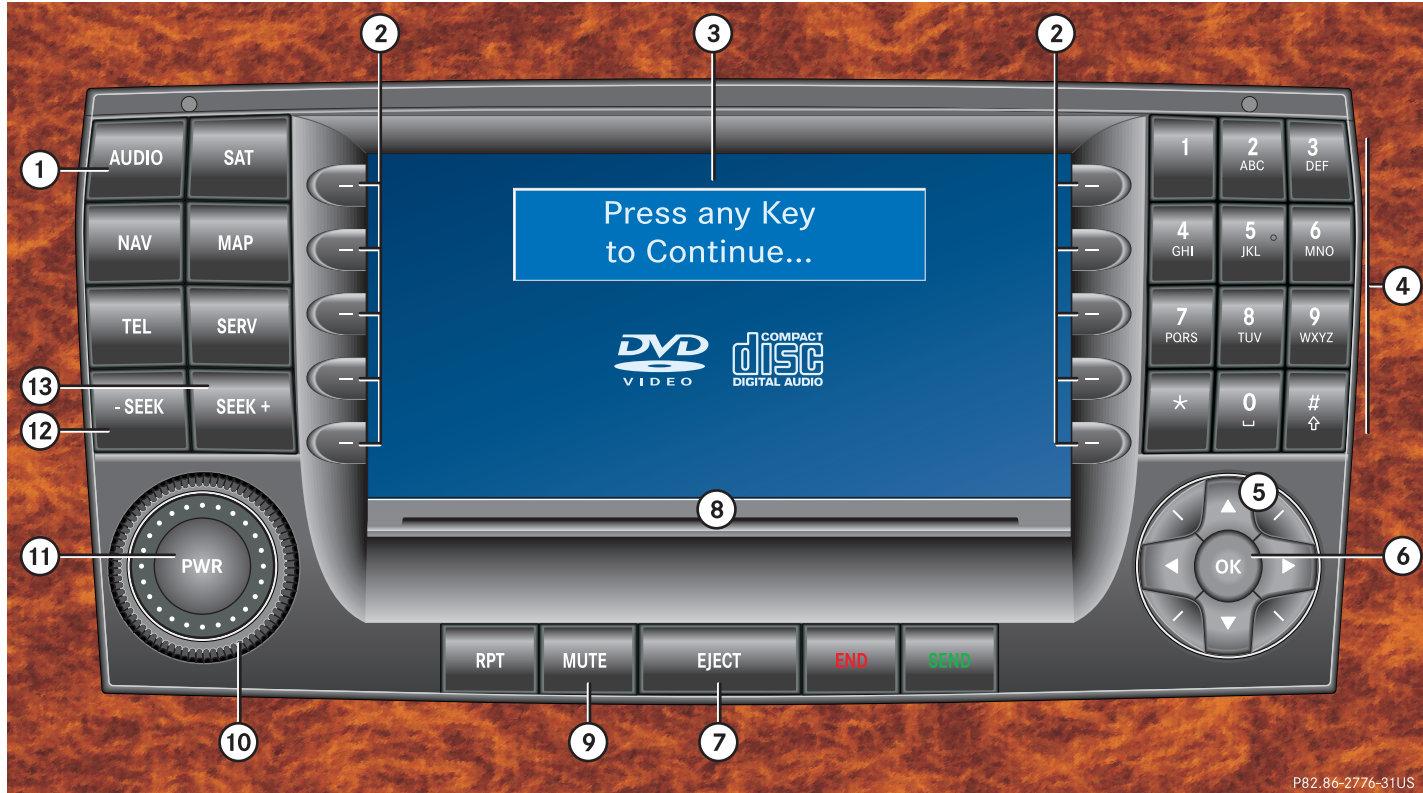 2
3
2
AUDIO
SAT
1
1
2
ABC
3
DEF
Press any Key
to Continue...
NAV
MAP
4
GHI
5
JKL
6
MNO
4
TEL
SERV
7
PQRS
8
TUV
9
WXYZ
DVD
VIDEO
COMPACT
disc
DIGITAL AUDIO
13
- SEEK
SEEK +
*
0
#
12
5
8
11
PWR
OK
6
RPT
MUTE
EJECT
END
SEND
10
9
7
P82.86-2776-31US